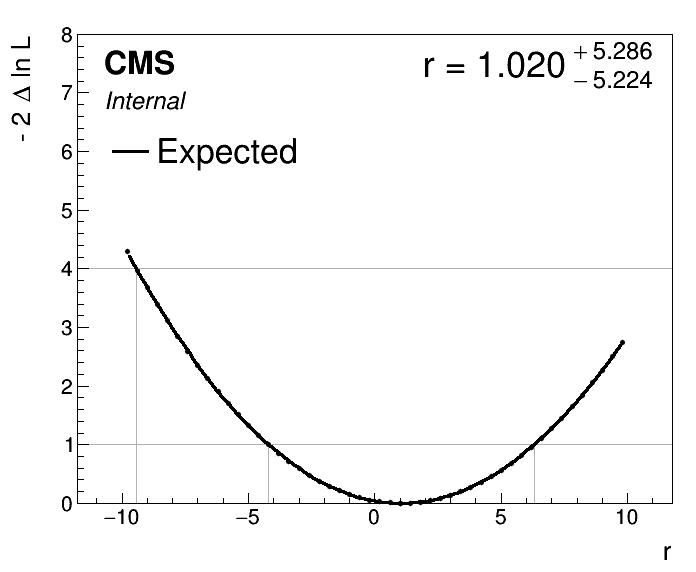 - 2 Δ ln L
8
7
6
5
4
3
2
1
0
CMS
Internal
Expected
r = 1.020 +5.286 −5.224
−10 −5 0 5 10
r